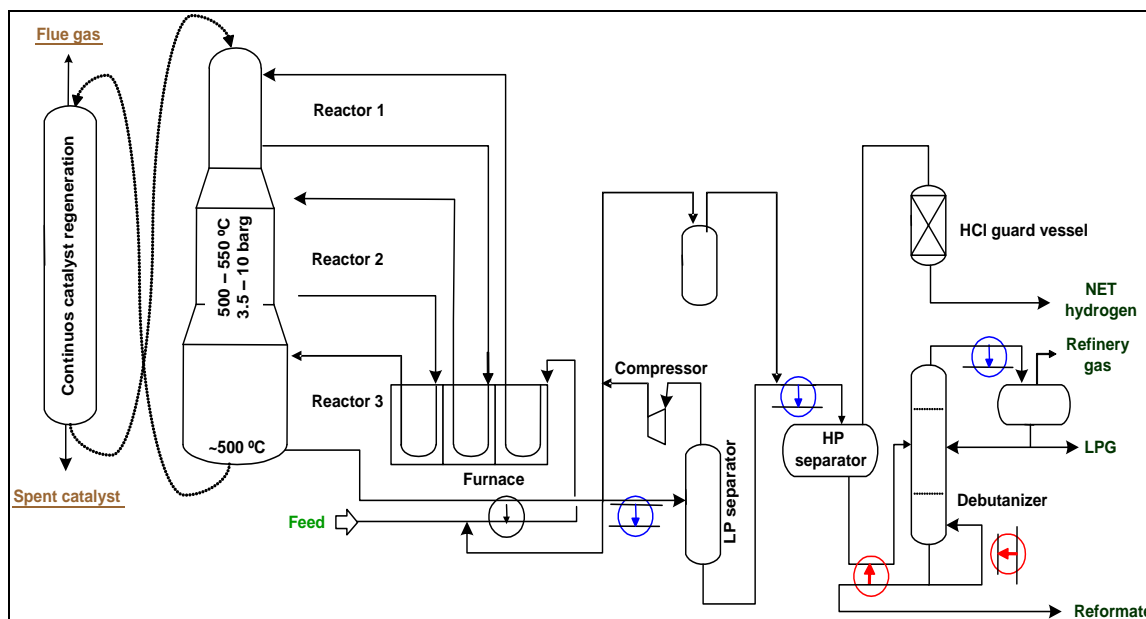 Flue gas
Continuos catalyst regeneration
Spent catalyst
Reactor 1
500 – 550 ºC
3.5 – 10 barg
Reactor 2
Reactor 3
~500 ºC
Furnace
Feed
Compressor
LP separator
HP
separator
HCl guard vessel
NET
hydrogen
Refinery
gas
LPG
Debutanizer
Reformate